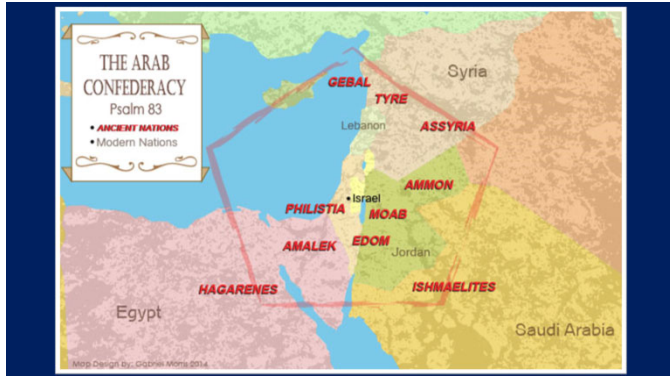 THE ARAB
CONFEDERACY
Psalm 83
• ANCIENT NATIONS
• Modern Nations
GEBAL
Syria
TYRE
Lebanon
ASSYRIA
AMMON
• Israel
PHILISTIA
MOAB
EDOM
AMALEK
Jordan
HAGARENES
ISHMAELITES
Egypt
Saudi Arabia
Map Design by: Gabriel Morris 2014